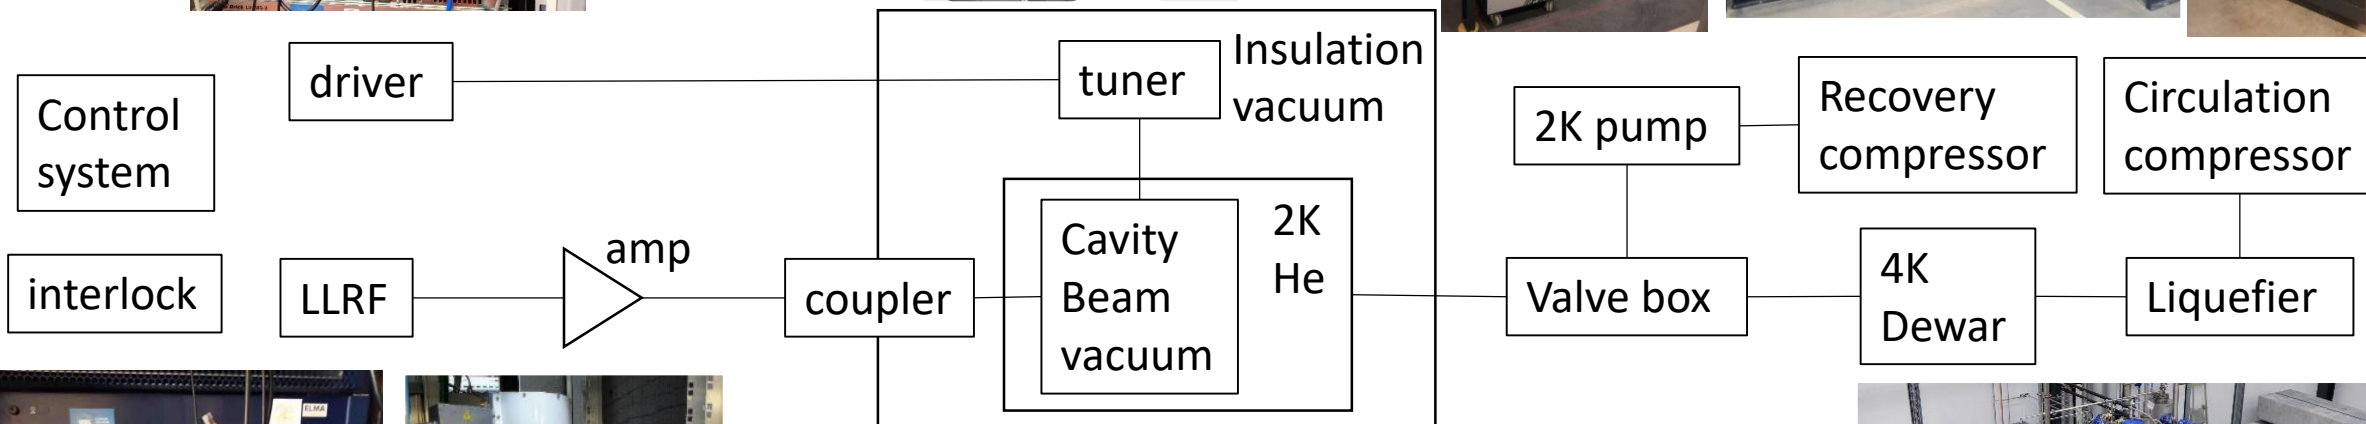 driver
tuner
Insulation
vacuum
Control
system
2K pump
Recovery
compressor
Circulation
compressor
interlock
LLRF
amp
coupler
Cavity
Beam
vacuum
2K
He
Valve box
4K
Dewar
Liquefier
ELMA